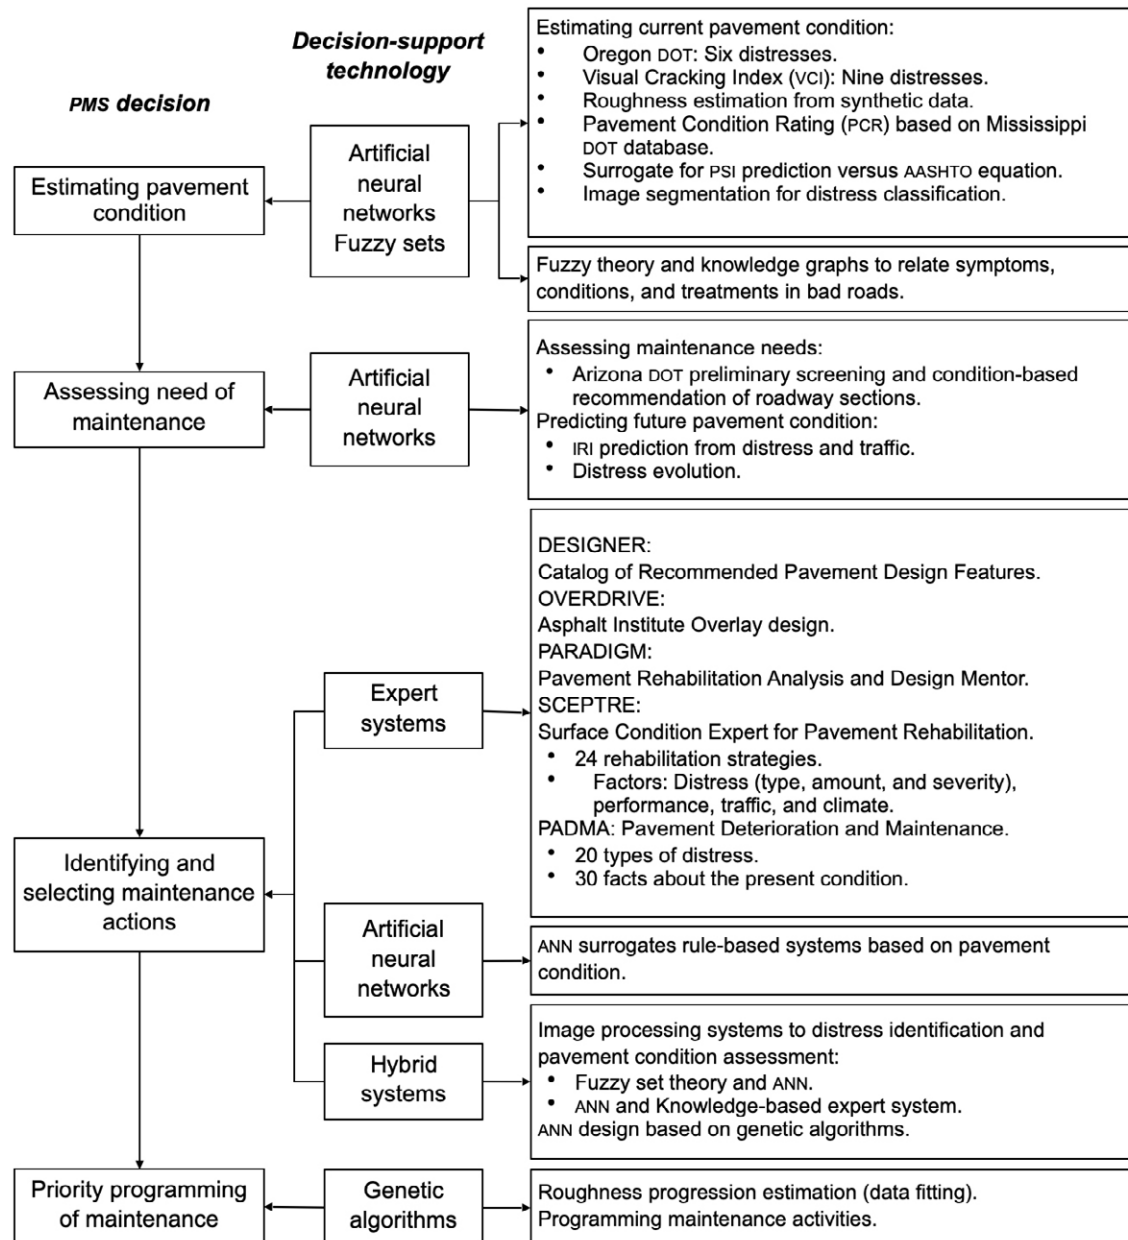 PMS decision
Decision-support
technology
Estimating pavement
condition
Artificial
neural
networks
Fuzzy sets
Estimating current pavement condition:
• Oregon DOT: Six distresses.
• Visual Cracking Index (VCI): Nine distresses.
• Roughness estimation from synthetic data.
• Pavement Condition Rating (PCR) based on Mississippi
DOT database.
• Surrogate for PSI prediction versus AASHTO equation.
• Image segmentation for distress classification.
Fuzzy theory and knowledge graphs to relate symptoms,
conditions, and treatments in bad roads.
Assessing need of
maintenance
Artificial
neural
networks
Assessing maintenance needs:
• Arizona DOT preliminary screening and condition-based
recommendation of roadway sections.
Predicting future pavement condition:
• IRI prediction from distress and traffic.
• Distress evolution.
Identifying and
selecting maintenance
actions
Expert
systems
DESIGNER:
Catalog of Recommended Pavement Design Features.
OVERDRIVE:
Asphalt Institute Overlay design.
PARADIGM:
Pavement Rehabilitation Analysis and Design Mentor.
SCEPTRE:
Surface Condition Expert for Pavement Rehabilitation.
• 24 rehabilitation strategies.
• Factors: Distress (type, amount, and severity),
performance, traffic, and climate.
PADMA: Pavement Deterioration and Maintenance.
• 20 types of distress.
• 30 facts about the present condition.
Artificial
neural
networks
ANN surrogates rule-based systems based on pavement
condition.
Hybrid
systems
Image processing systems to distress identification and
pavement condition assessment:
• Fuzzy set theory and ANN.
• ANN and Knowledge-based expert system.
ANN design based on genetic algorithms.
Priority programming
of maintenance
Genetic
algorithms
Roughness progression estimation (data fitting).
Programming maintenance activities.